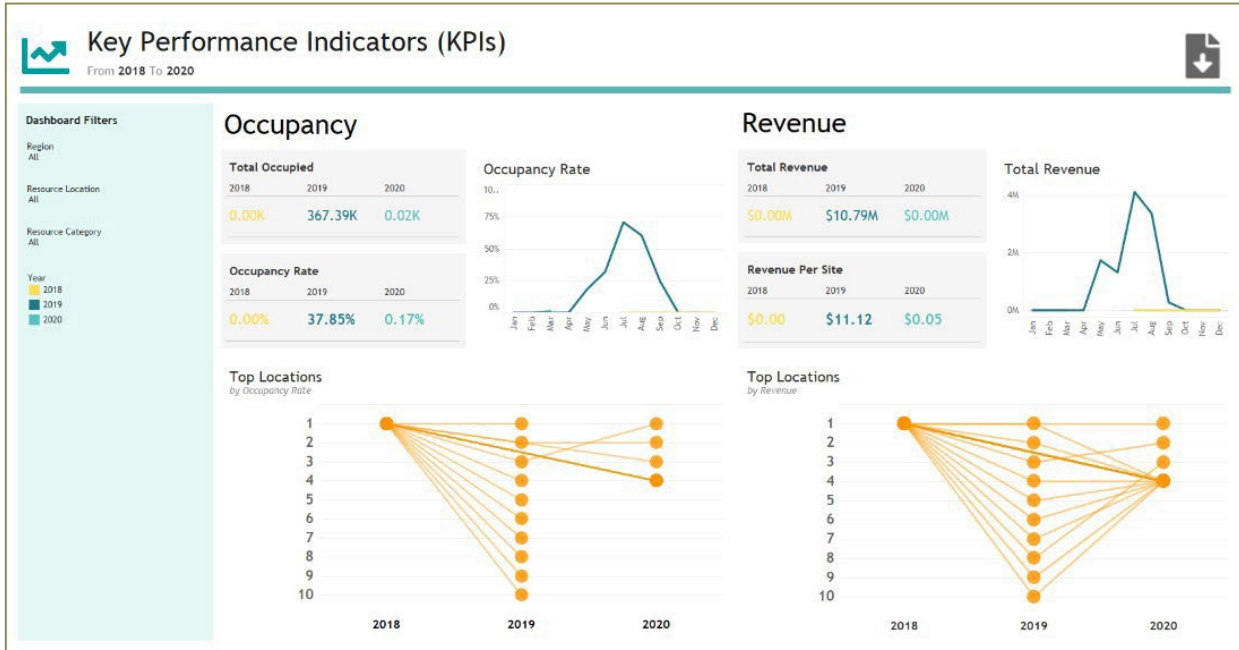 Key Performance Indicators (KPIs)
From 2018 To 2020
Dashboard Filters
Region
All
Resource Location
All
Resource Category
All
Year
2018
2019
2020
Occupancy
Total Occupied
2018 2019 2020
0.00K 367.39K 0.02K
Occupancy Rate
2018 2019 2020
0.00% 37.85% 0.17%
Occupancy Rate
10..
75%
50%
25%
0%
Jan Feb Mar Apr May Jun Jul Aug Sep Oct Nov Dec
Top Locations
by Occupancy Rate
1
2
3
4
5
6
7
8
9
10
2018 2019 2020
Revenue
Total Revenue
2018 2019 2020
$0.00M $10.79M $0.00M
Revenue Per Site
2018 2019 2020
$0.00 $11.12 $0.05
Total Revenue
4M
2M
0M
Jan Feb Mar Apr May Jun Jul Aug Sep Oct Nov Dec
Top Locations
by Revenue
1
2
3
4
5
6
7
8
9
10
2018 2019 2020